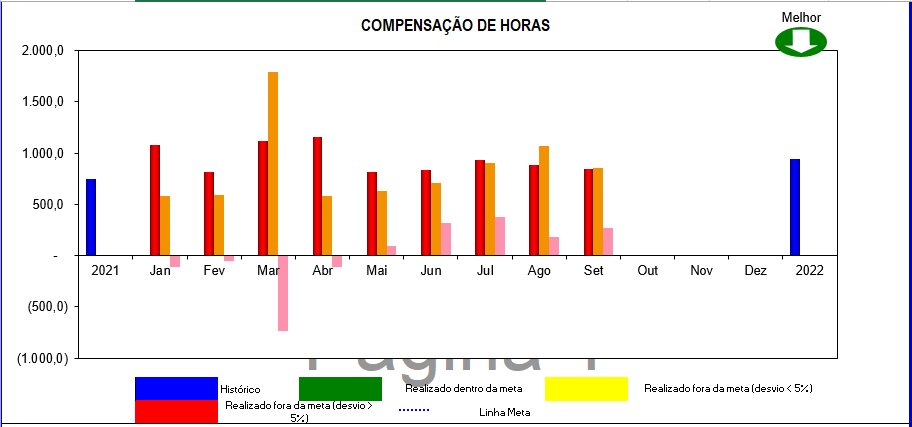 COMPENSAÇÃO DE HORAS
Melhor
2.000,0
1.500,0
1.000,0
500,0
-
2021 Jan Fev Mar Abr Mai Jun Jul Ago Set Out Nov Dez 2022
(500,0)
(1.000,0)
Página 1
Histórico Realizado dentro da meta Realizado fora da meta (desvio < 5%)
Realizado fora da meta (desvio >
5%) Linha Meta